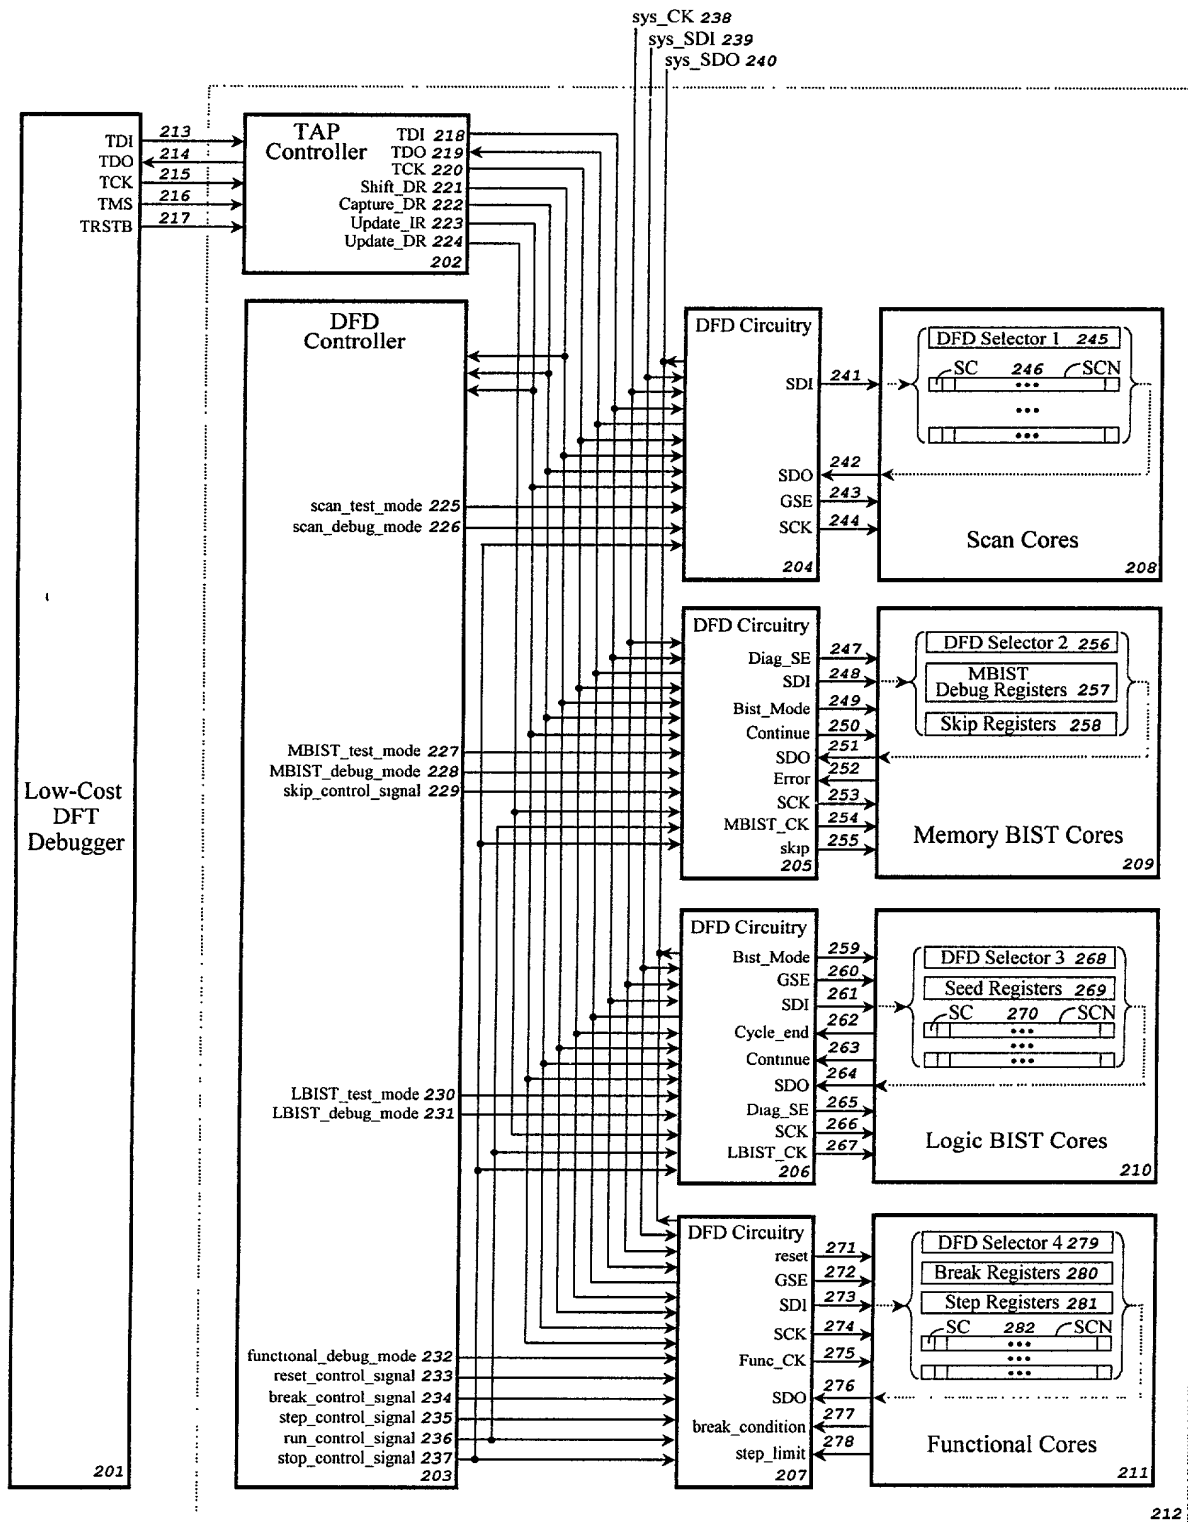 sys_CK 238
sys_SDI 239
sys_SDO 240
TDI 213
TDO 214
TCK 215
TMS 216
TRSTB 217
Low-Cost
DFT
Debugger
201
TAP
Controller
TDI 218
TDO 219
TCK 220
Shift_DR 221
Capture_DR 222
Update_IR 223
Update_DR 224
202
DFD
Controller
scan_test_mode 225
scan_debug_mode 226
MBIST_test_mode 227
MBIST_debug_mode 228
skip_control_signal 229
LBIST_test_mode 230
LBIST_debug_mode 231
functional_debug_mode 232
reset_control_signal 233
break_control_signal 234
step_control_signal 235
run_control_signal 236
stop_control_signal 237
203
DFD Circuitry
SDI 241
SDO 242
GSE 243
SCK 244
204
DFD Selector 1 245
SC 246 SCN
•••
•••
•••
Scan Cores
208
DFD Circuitry
Diag_SE 247
SDI 248
Bist_Mode 249
Continue 250
SDO 251
Error 252
SCK 253
MBIST_CK 254
skip 255
205
DFD Selector 2 256
MBIST
Debug Registers 257
Skip Registers 258
Memory BIST Cores
209
DFD Circuitry
Bist_Mode 259
GSE 260
SDI 261
Cycle_end 262
Continue 263
SDO 264
Diag_SE 265
SCK 266
LBIST_CK 267
206
DFD Selector 3 268
Seed Registers 269
SC 270 SCN
•••
•••
•••
Logic BIST Cores
210
DFD Circuitry
reset 271
GSE 272
SDI 273
SCK 274
Func_CK 275
SDO 276
break_condition 277
step_limit 278
207
DFD Selector 4 279
Break Registers 280
Step Registers 281
SC 282 SCN
•••
•••
•••
Functional Cores
211
212